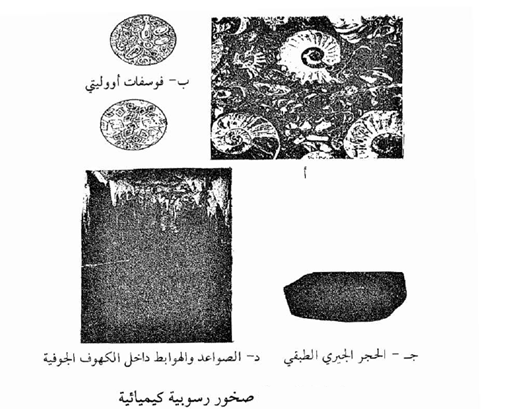 ب- فوسفات أووليتي
أ
جـ - الحجر الجيري الطبقي
د- الصواعد والهوابط داخل الكهوف الجوفية
صخور رسوبية كيميائية